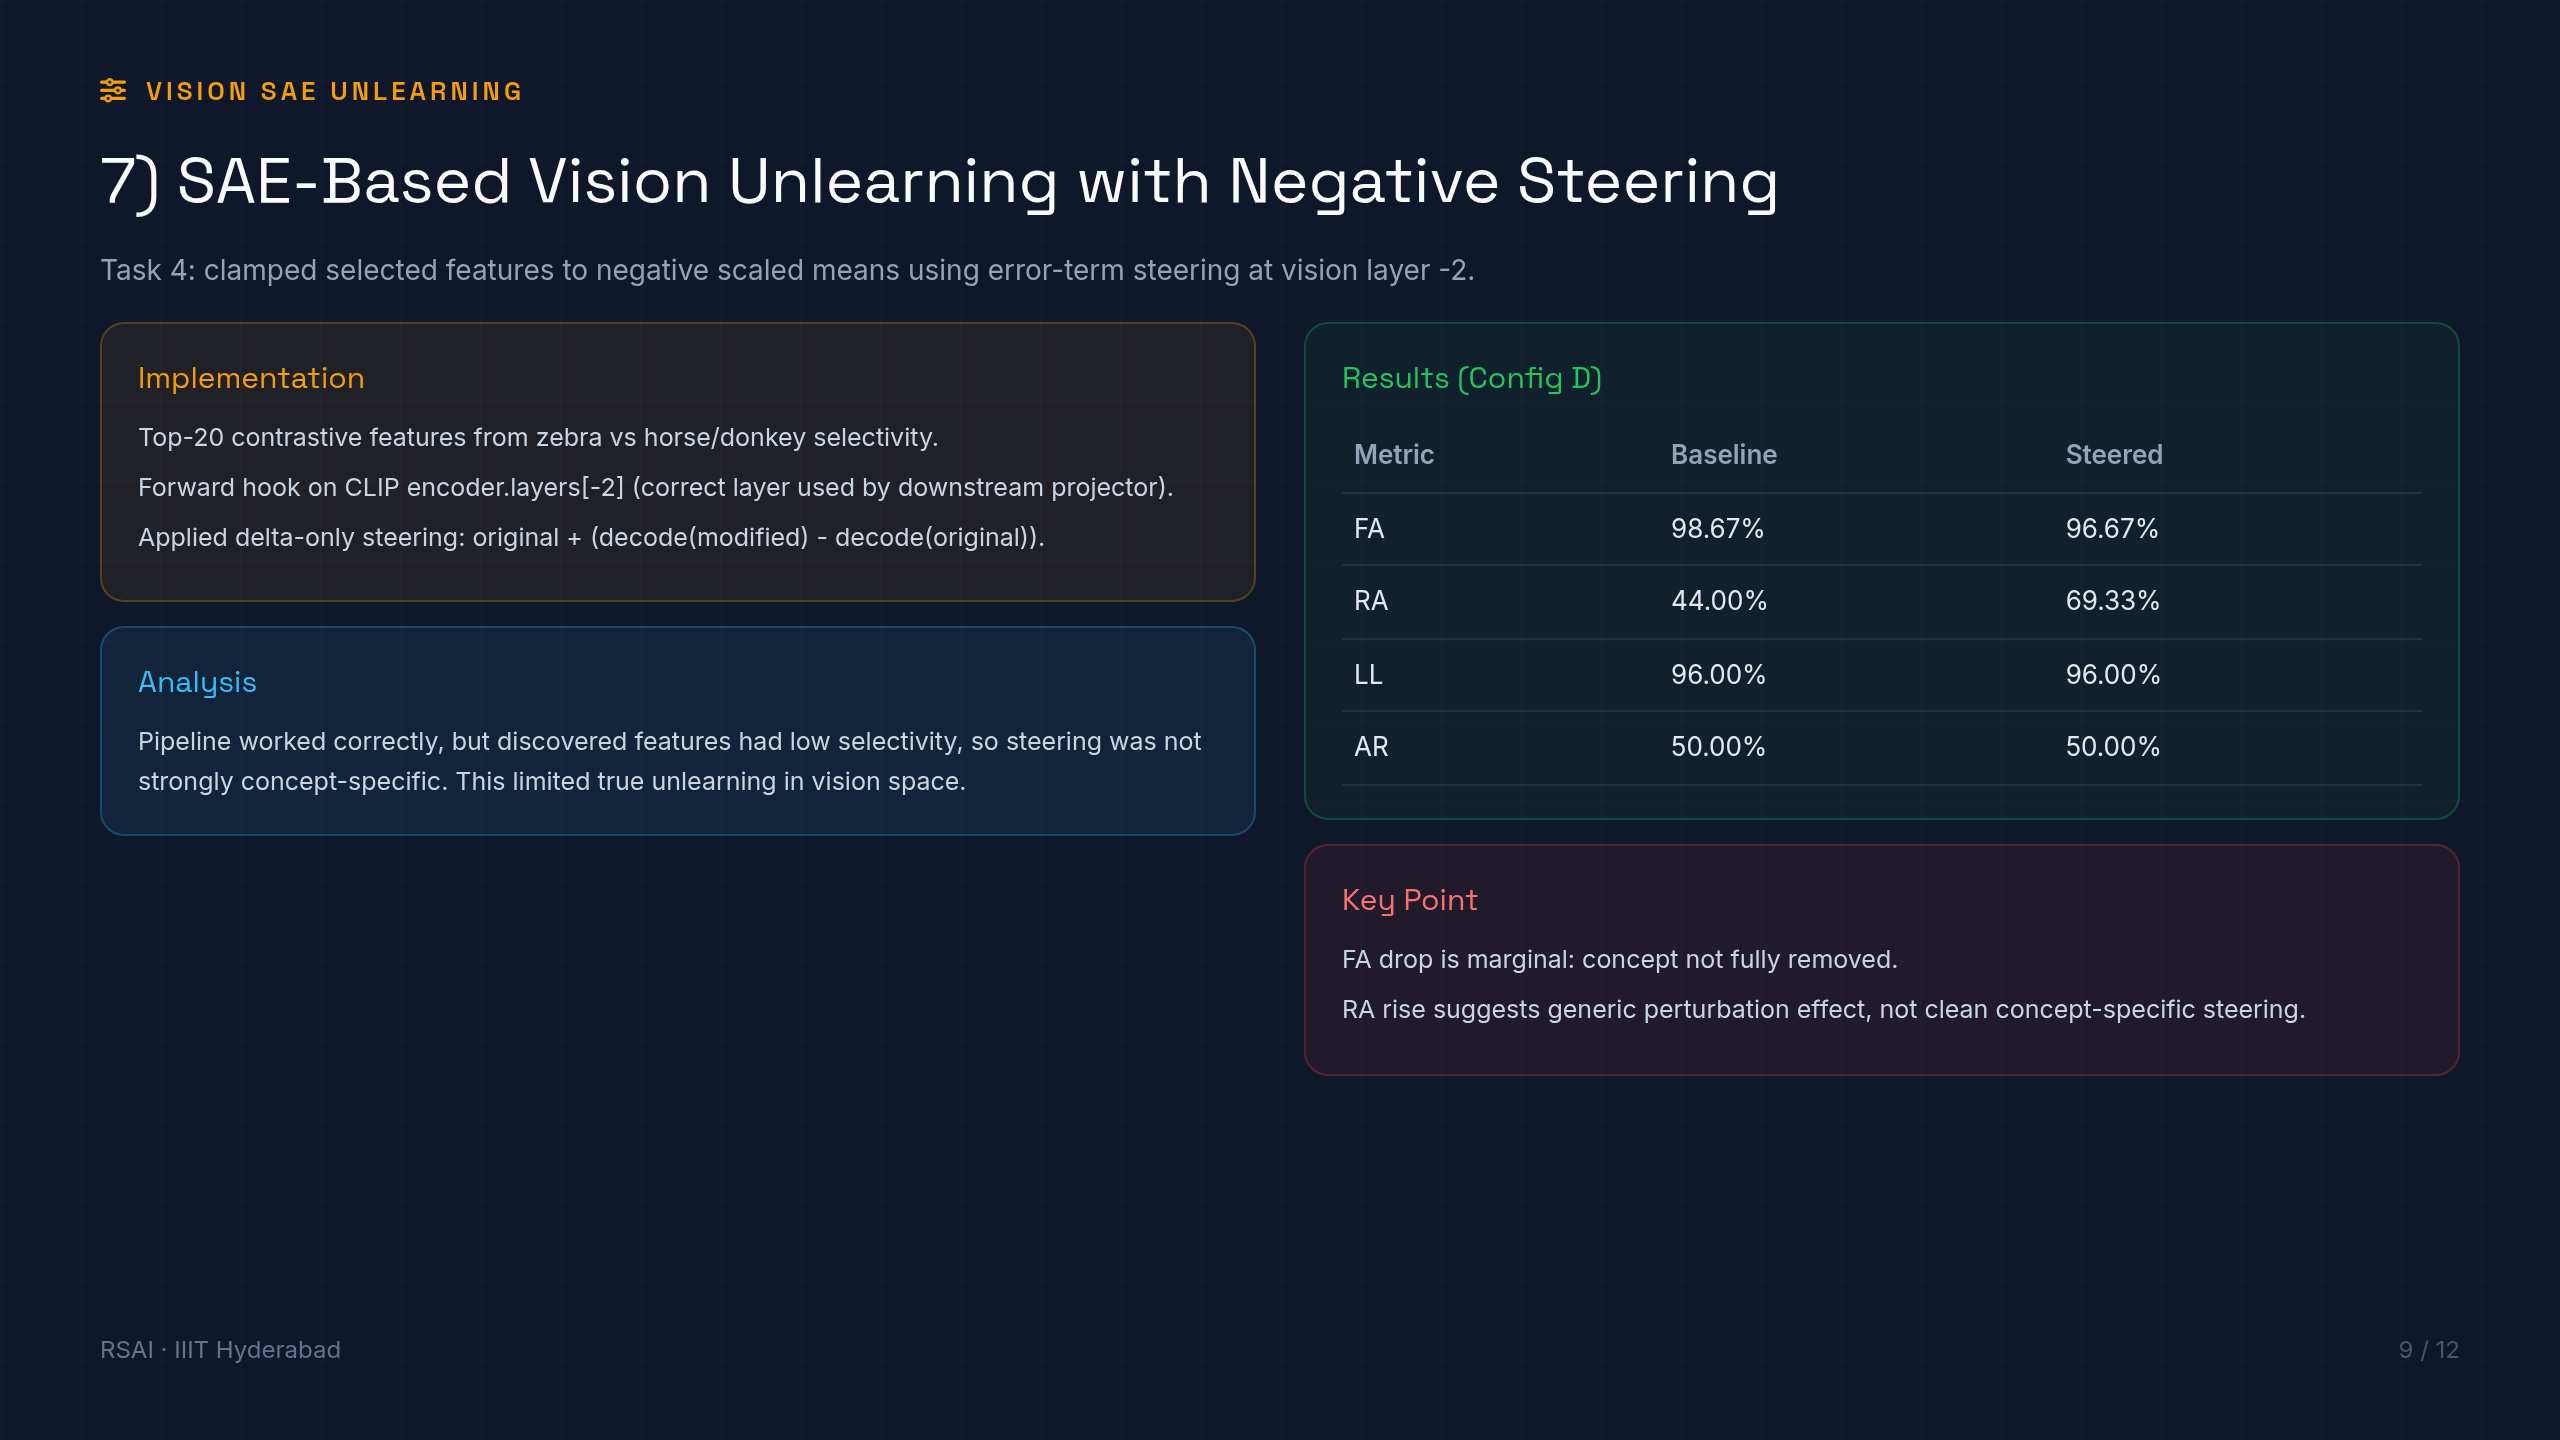 VISION SAE UNLEARNING
7) SAE-Based Vision Unlearning with Negative Steering
Task 4: clamped selected features to negative scaled means using error-term steering at vision layer -2.
Implementation
Top-20 contrastive features from zebra vs horse/donkey selectivity.
Forward hook on CLIP encoder.layers[-2] (correct layer used by downstream projector).
Applied delta-only steering: original + (decode(modified) - decode(original)).
Analysis
Pipeline worked correctly, but discovered features had low selectivity, so steering was not
strongly concept-specific. This limited true unlearning in vision space.
Results (Config D)
Metric Baseline Steered
FA 98.67% 96.67%
RA 44.00% 69.33%
LL 96.00% 96.00%
AR 50.00% 50.00%
Key Point
FA drop is marginal: concept not fully removed.
RA rise suggests generic perturbation effect, not clean concept-specific steering.
RSAI · IIIT Hyderabad
9 / 12